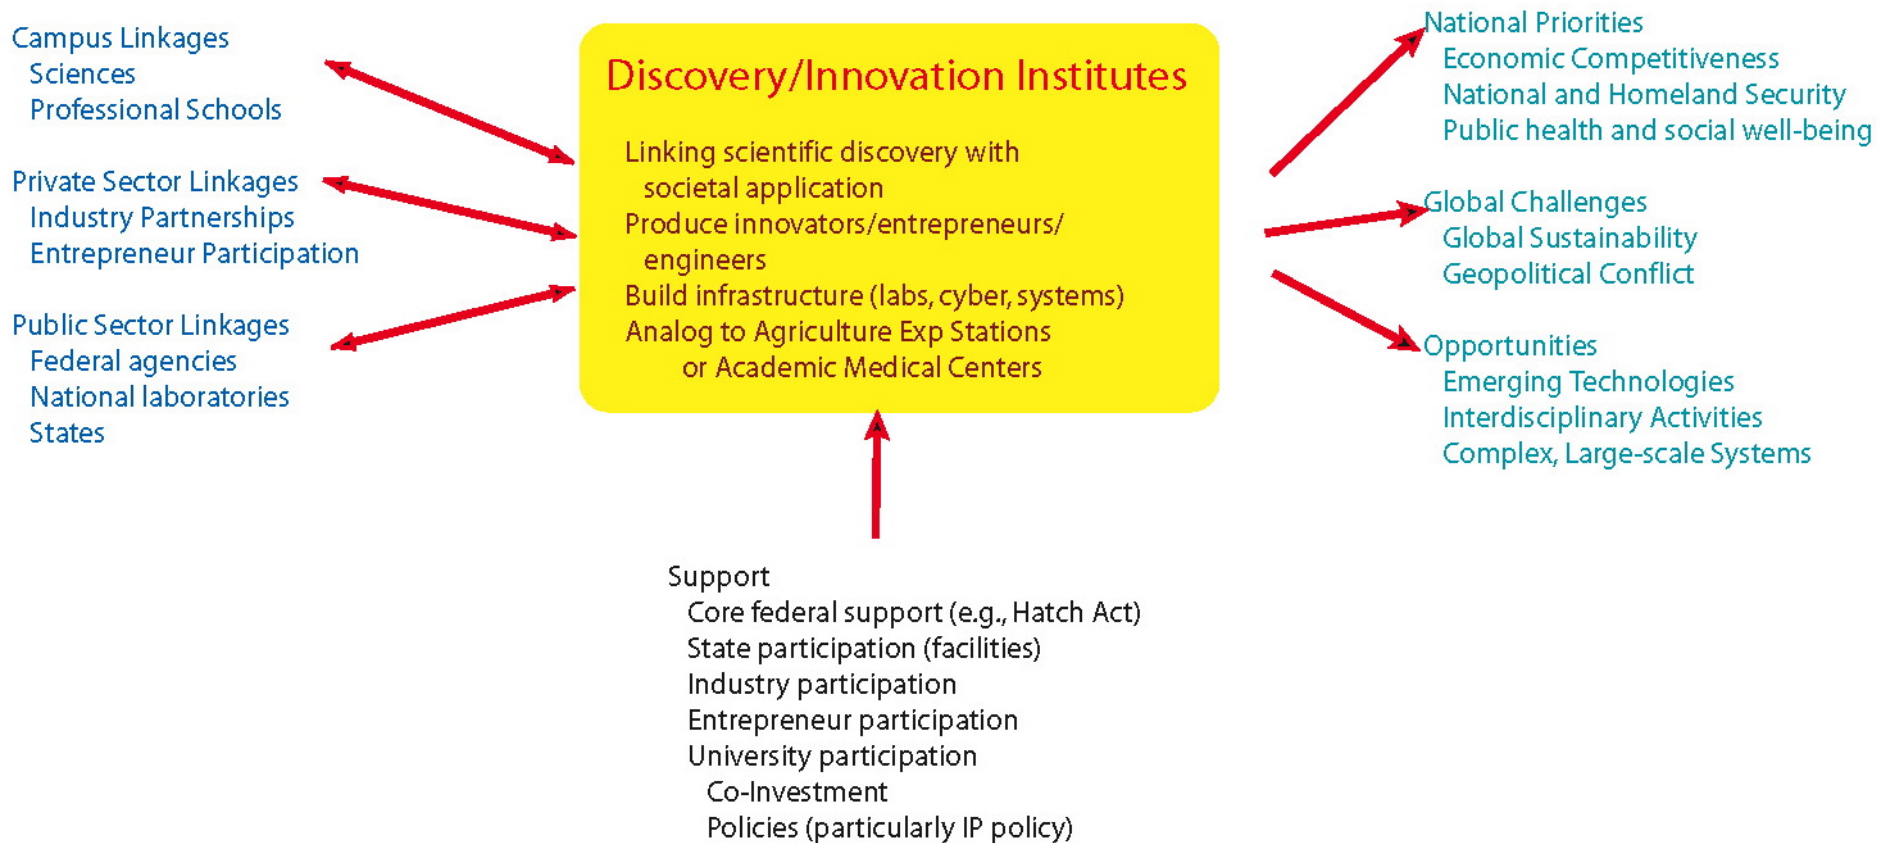 Campus Linkages
Sciences
Professional Schools
Private Sector Linkages
Industry Partnerships
Entrepreneur Participation
Public Sector Linkages
Federal agencies
National laboratories
States
Discovery/Innovation Institutes
Linking scientific discovery with
societal application
Produce innovators/entrepreneurs/
engineers
Build infrastructure (labs, cyber, systems)
Analog to Agriculture Exp Stations
or Academic Medical Centers
National Priorities
Economic Competitiveness
National and Homeland Security
Public health and social well-being
Global Challenges
Global Sustainability
Geopolitical Conflict
Opportunities
Emerging Technologies
Interdisciplinary Activities
Complex, Large-scale Systems
Support
Core federal support (e.g., Hatch Act)
State participation (facilities)
Industry participation
Entrepreneur participation
University participation
Co-Investment
Policies (particularly IP policy)